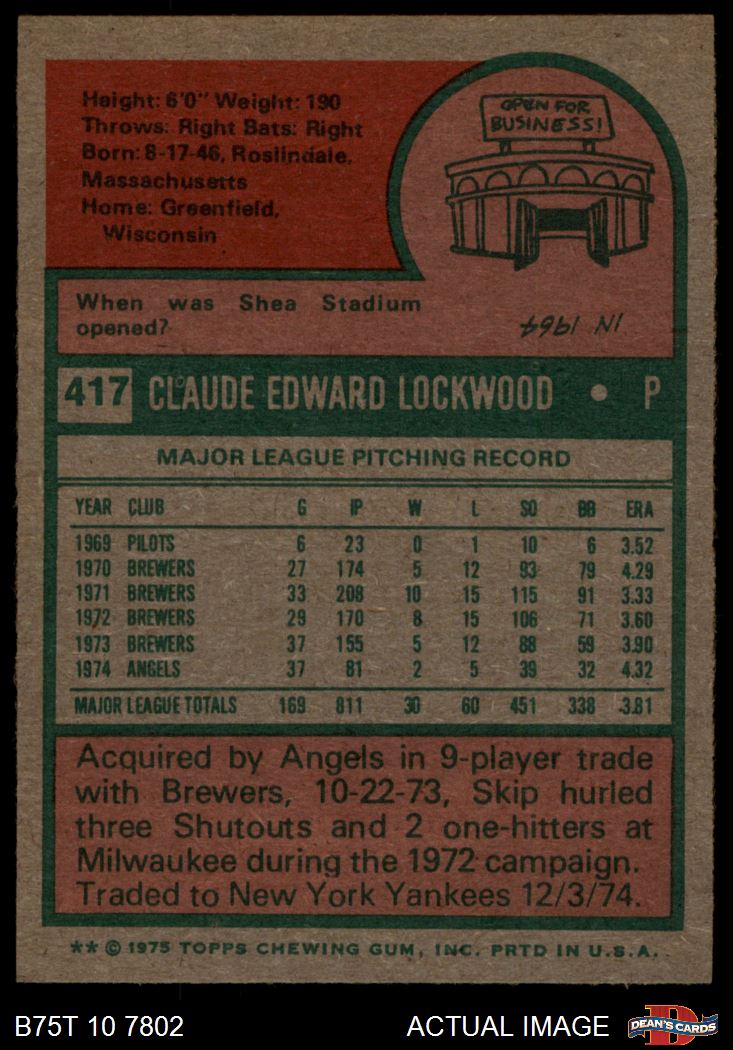 Height: 6'0" Weight: 190
Throws: Right Bats: Right
Born: 8-17-46, Roslindale,
Massachusetts
Home: Greenfield,
Wisconsin
OPEN FOR
BUSINESS!
When was Shea Stadium
opened?
IN 1964
417 CLAUDE EDWARD LOCKWOOD • P
MAJOR LEAGUE PITCHING RECORD
YEAR CLUB G IP W L SO BB ERA
1969 PILOTS 6 23 0 1 10 6 3.52
1970 BREWERS 27 174 5 12 93 79 4.29
1971 BREWERS 33 208 10 15 115 91 3.33
1972 BREWERS 29 170 8 15 106 71 3.60
1973 BREWERS 37 155 5 12 88 59 3.90
1974 ANGELS 37 81 2 5 39 32 4.32
MAJOR LEAGUE TOTALS 169 811 30 60 451 338 3.81
Acquired by Angels in 9-player trade
with Brewers, 10-22-73, Skip hurled
three Shutouts and 2 one-hitters at
Milwaukee during the 1972 campaign.
Traded to New York Yankees 12/3/74.
** © 1975 TOPPS CHEWING GUM, INC. PRTD IN U.S.A.
B75T 10 7802 ACTUAL IMAGE
D
DEAN'S CARDS